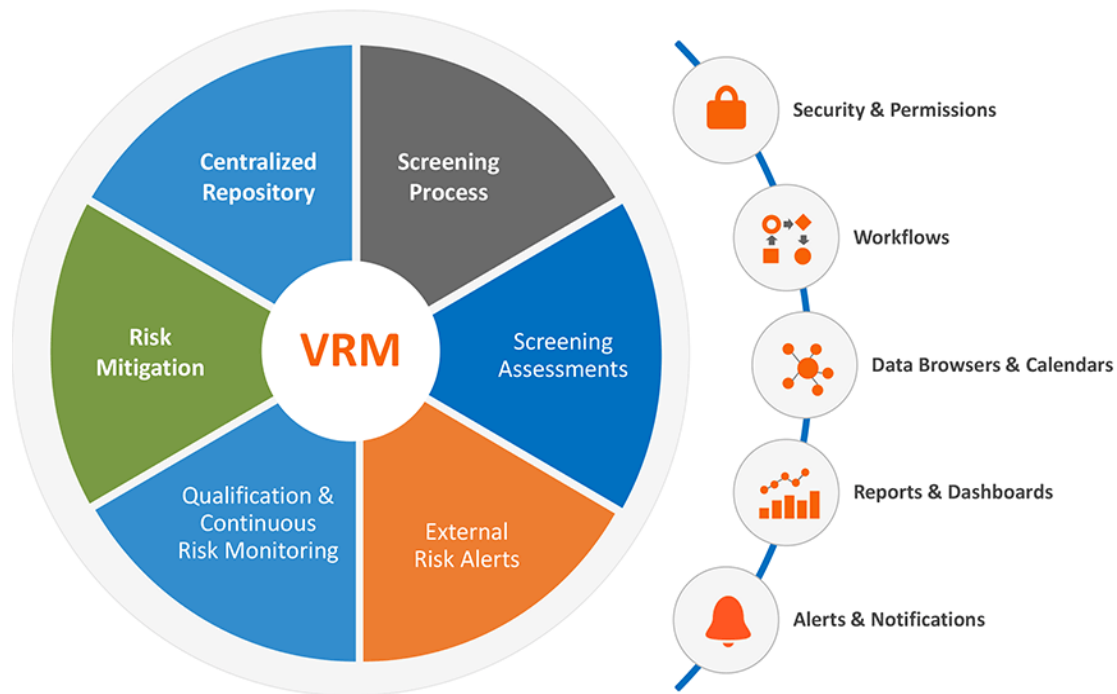 Centralized
Repository
Screening
Process
Screening
Assessments
External
Risk Alerts
Qualification &
Continuous
Risk Monitoring
Risk
Mitigation
VRM
Security & Permissions
Workflows
Data Browsers & Calendars
Reports & Dashboards
Alerts & Notifications